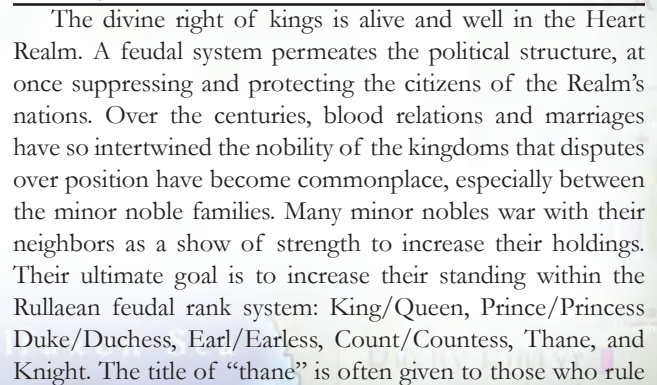 The divine right of kings is alive and well in the Heart
Realm. A feudal system permeates the political structure, at
once suppressing and protecting the citizens of the Realm's
nations. Over the centuries, blood relations and marriages
have so intertwined the nobility of the kingdoms that disputes
over position have become commonplace, especially between
the minor noble families. Many minor nobles war with their
neighbors as a show of strength to increase their holdings.
Their ultimate goal is to increase their standing within the
Rullaean feudal rank system: King/Queen, Prince/Princess
Duke/Duchess, Earl/Earless, Count/Countess, Thane, and
Knight. The title of "thane" is often given to those who rule